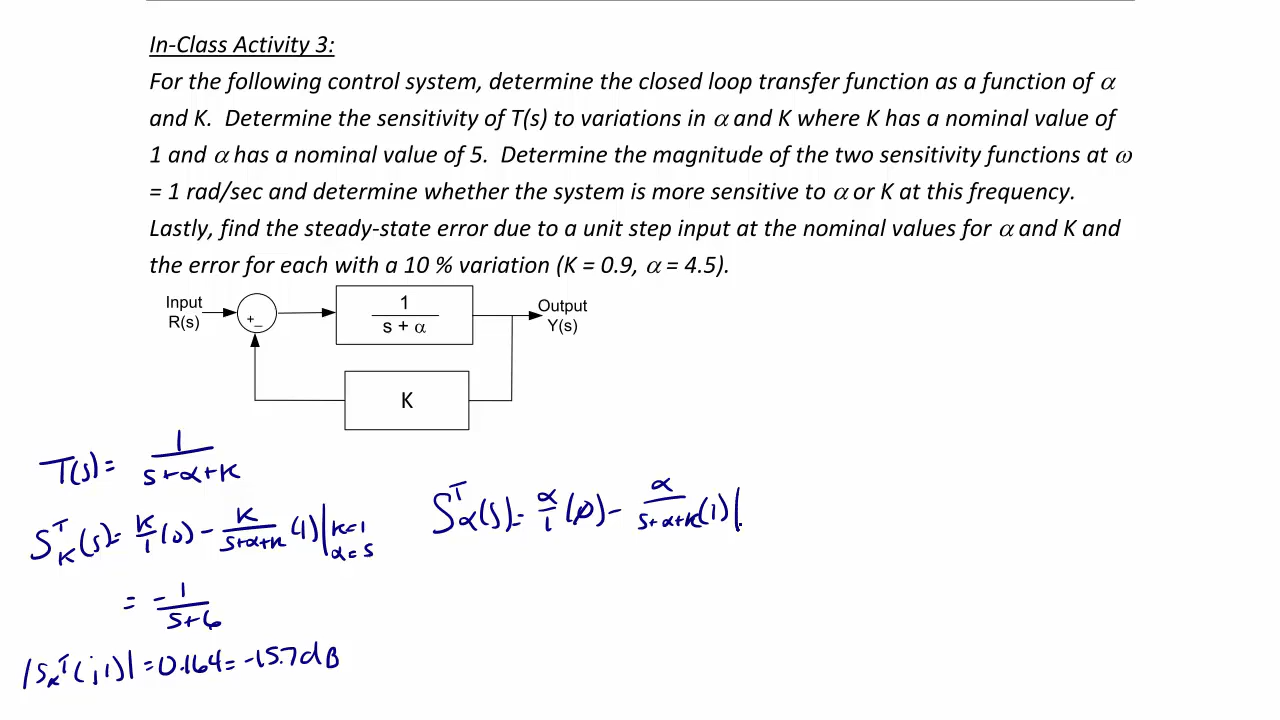 In-Class Activity 3:
For the following control system, determine the closed loop transfer function as a function of α
and K.  Determine the sensitivity of T(s) to variations in α and K where K has a nominal value of
1 and α has a nominal value of 5.  Determine the magnitude of the two sensitivity functions at ω
= 1 rad/sec and determine whether the system is more sensitive to α or K at this frequency.
Lastly, find the steady-state error due to a unit step input at the nominal values for α and K and
the error for each with a 10 % variation (K = 0.9, α = 4.5).
Input
R(s)
+
_
1
s + α
Output
Y(s)
K
T(s) = 1/(s+α+K)
S_K^T(s) = K/1 (0) - K/(s+α+K) (1) | K=1 α=5
= -1/(s+6)
|S_K^T(j1)| = 0.164 = -15.7dB
S_α^T(s) = α/1 (0) - α/(s+α+K) (1) |